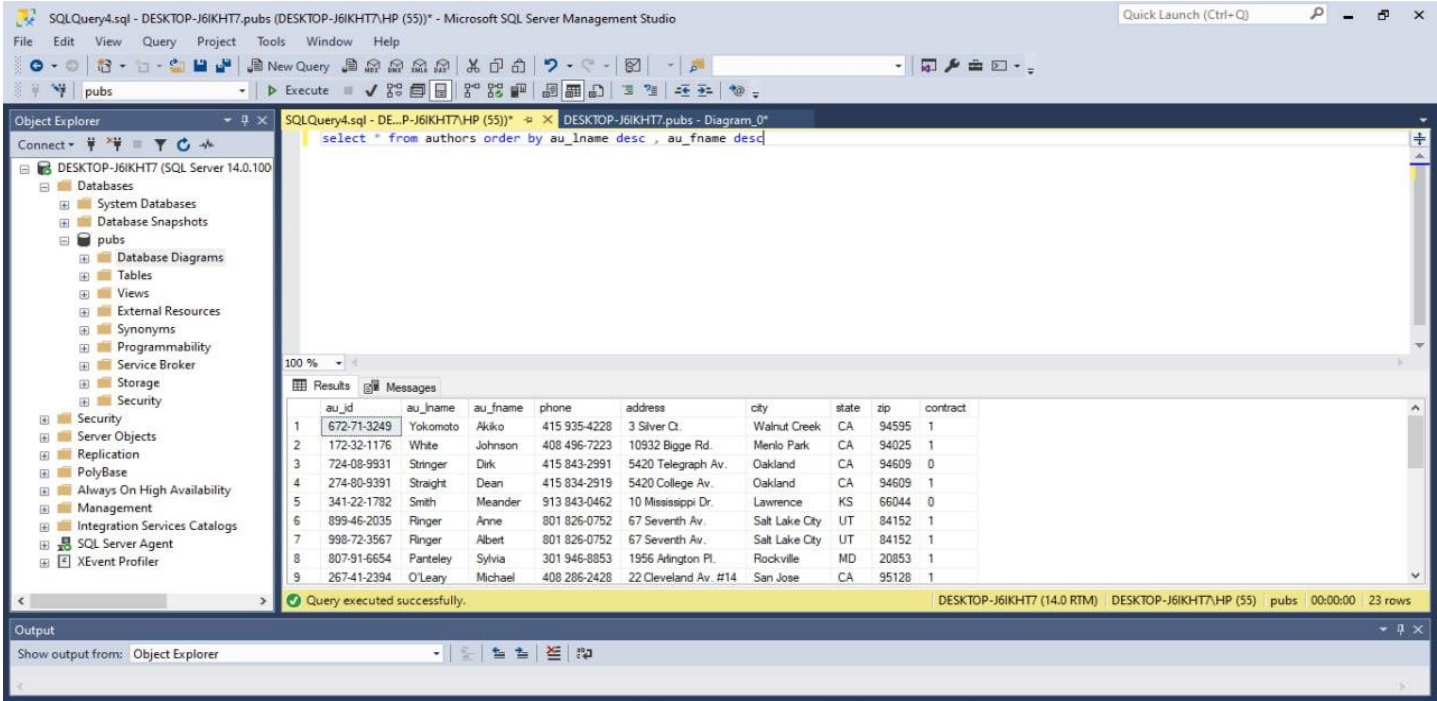 SQLQuery4.sql - DESKTOP-J6IKHT7.pubs (DESKTOP-J6IKHT7\HP (55))* - Microsoft SQL Server Management Studio
Quick Launch (Ctrl+Q)
File Edit View Query Project Tools Window Help
New Query MDX DMX XMLA DAX
pubs Execute
Object Explorer
SQLQuery4.sql - DE...P-J6IKHT7\HP (55))* DESKTOP-J6IKHT7.pubs - Diagram_0*
Connect
select * from authors order by au_lname desc , au_fname desc
DESKTOP-J6IKHT7 (SQL Server 14.0.100
Databases
System Databases
Database Snapshots
pubs
Database Diagrams
Tables
Views
External Resources
Synonyms
Programmability
Service Broker
Storage
Security
Security
Server Objects
Replication
PolyBase
Always On High Availability
Management
Integration Services Catalogs
SQL Server Agent
XEvent Profiler
100 %
Results Messages
au_id au_lname au_fname phone address city state zip contract
1 672-71-3249 Yokomoto Akiko 415 935-4228 3 Silver Ct. Walnut Creek CA 94595 1
2 172-32-1176 White Johnson 408 496-7223 10932 Bigge Rd. Menlo Park CA 94025 1
3 724-08-9931 Stringer Dirk 415 843-2991 5420 Telegraph Av. Oakland CA 94609 0
4 274-80-9391 Straight Dean 415 834-2919 5420 College Av. Oakland CA 94609 1
5 341-22-1782 Smith Meander 913 843-0462 10 Mississippi Dr. Lawrence KS 66044 0
6 899-46-2035 Ringer Anne 801 826-0752 67 Seventh Av. Salt Lake City UT 84152 1
7 998-72-3567 Ringer Albert 801 826-0752 67 Seventh Av. Salt Lake City UT 84152 1
8 807-91-6654 Panteley Sylvia 301 946-8853 1956 Arlington Pl. Rockville MD 20853 1
9 267-41-2394 O'Leary Michael 408 286-2428 22 Cleveland Av. #14 San Jose CA 95128 1
Query executed successfully. DESKTOP-J6IKHT7 (14.0 RTM) DESKTOP-J6IKHT7\HP (55) pubs 00:00:00 23 rows
Output
Show output from: Object Explorer